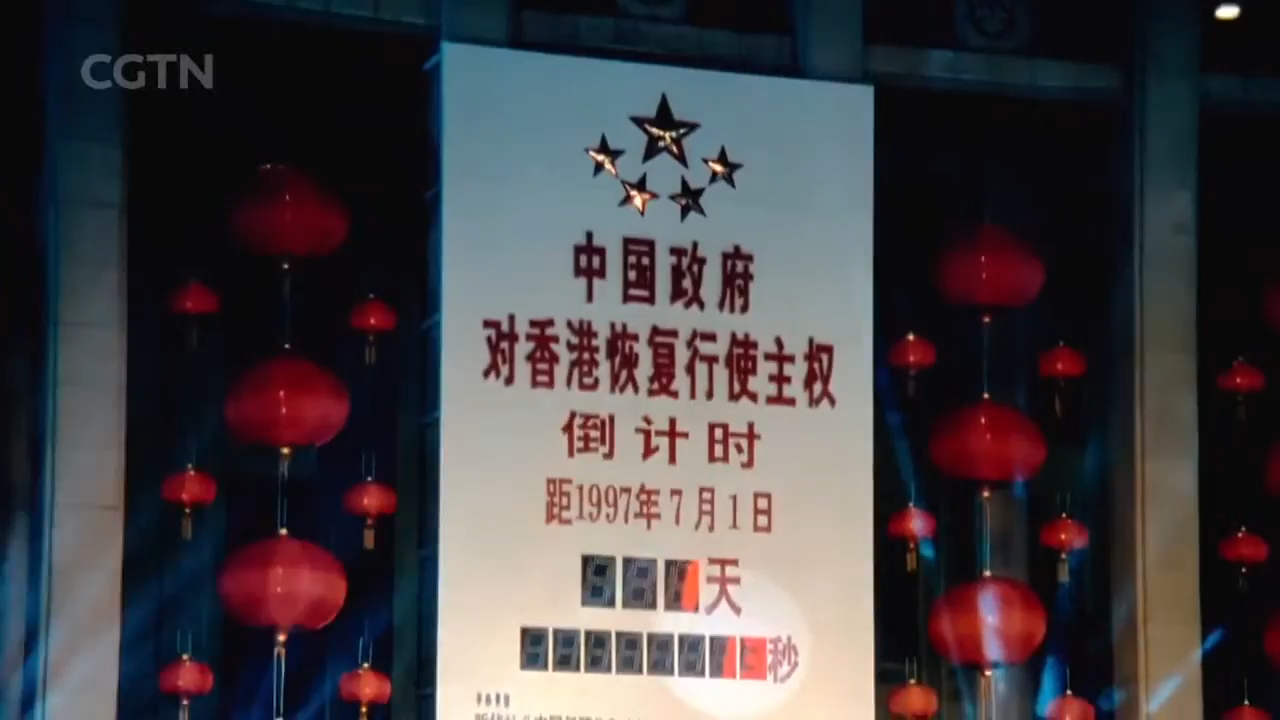 CGTN
中国政府
对香港恢复行使主权
倒计时
距1997年7月1日
天
秒